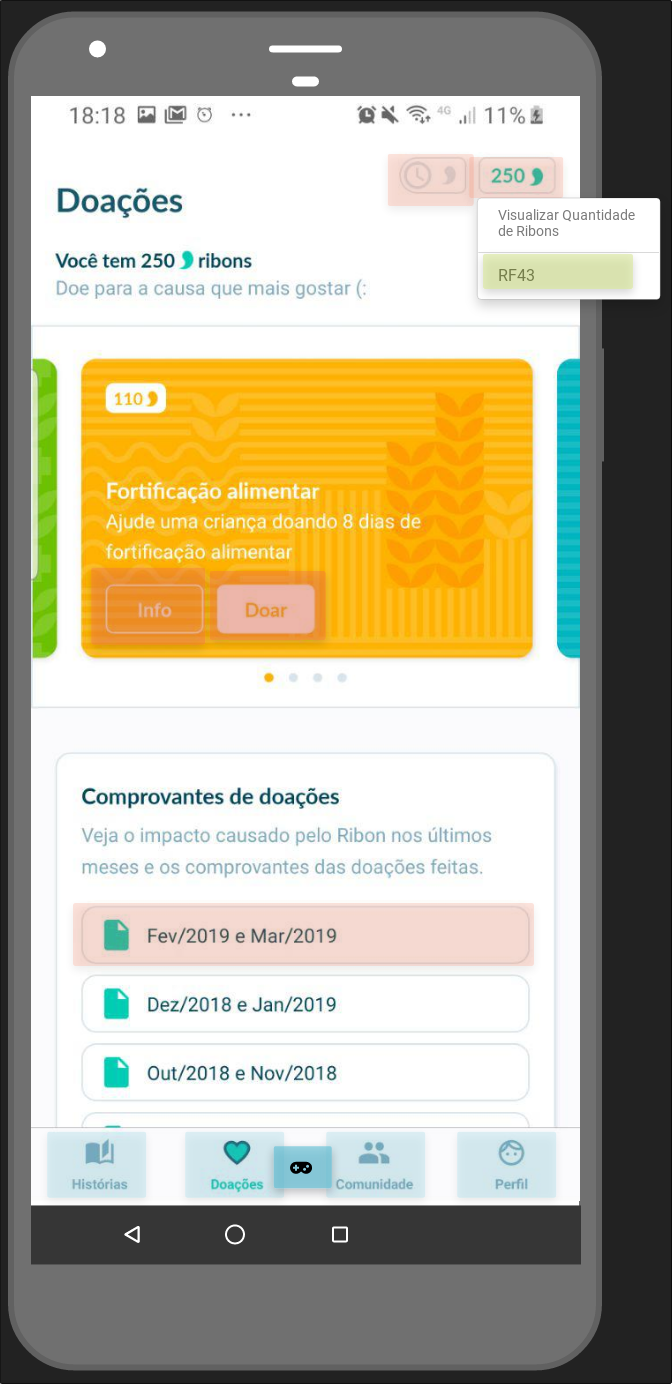 18:18
4G
11%
Doações
250
Visualizar Quantidade
de Ribons
RF43
Você tem 250 ribons
Doe para a causa que mais gostar (:
110
Fortificação alimentar
Ajude uma criança doando 8 dias de
fortificação alimentar
Info
Doar
Comprovantes de doações
Veja o impacto causado pelo Ribon nos últimos
meses e os comprovantes das doações feitas.
Fev/2019 e Mar/2019
Dez/2018 e Jan/2019
Out/2018 e Nov/2018
Histórias
Doações
Comunidade
Perfil